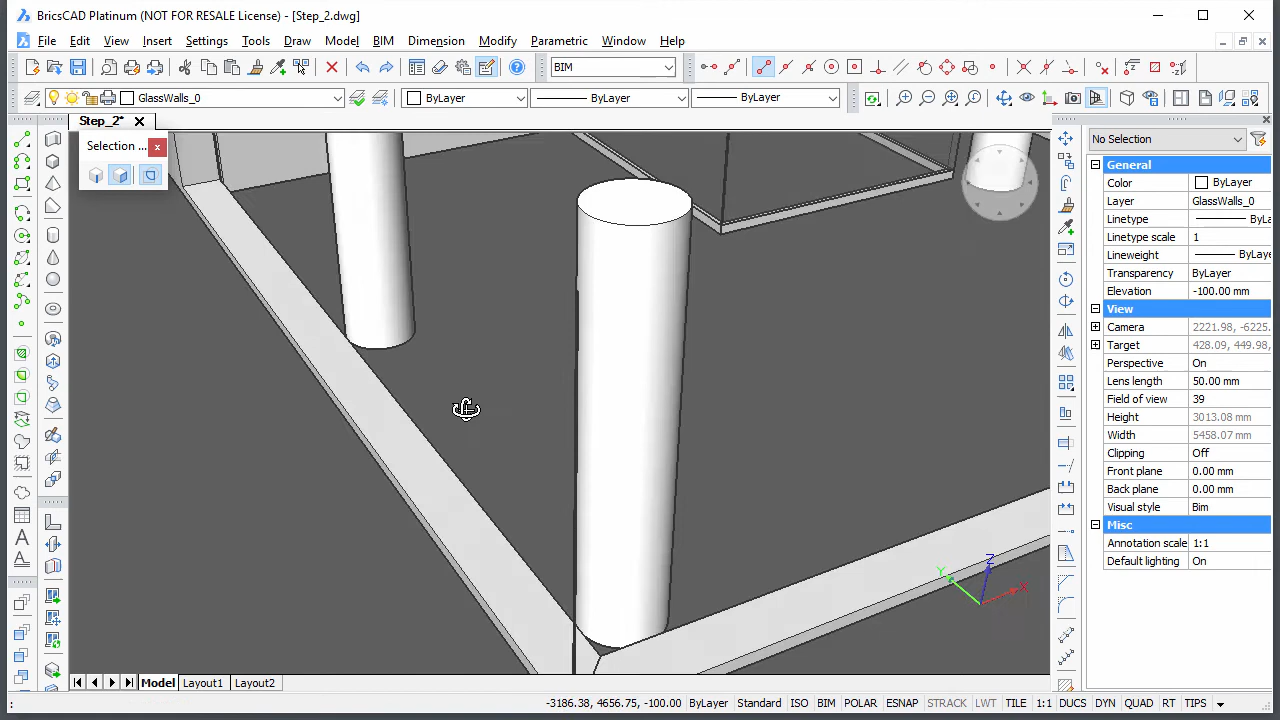 BricsCAD Platinum (NOT FOR RESALE License) - [Step_2.dwg]
File Edit View Insert Settings Tools Draw Model BIM Dimension Modify Parametric Window Help
BIM
GlassWalls_0 ByLayer ByLayer ByLayer
Step_2*
Selection ...
No Selection
General
Color ByLayer
Layer GlassWalls_0
Linetype ByLa
Linetype scale 1
Lineweight ByLaye
Transparency ByLayer
Elevation -100.00 mm
View
Camera 2221.98, -6225.
Target 428.09, 449.98,
Perspective On
Lens length 50.00 mm
Field of view 39
Height 3013.08 mm
Width 5458.07 mm
Clipping Off
Front plane 0.00 mm
Back plane 0.00 mm
Visual style Bim
Misc
Annotation scale 1:1
Default lighting On
Z
Y
X
A
A
Model Layout1 Layout2
: -3186.38, 4656.75, -100.00 ByLayer Standard ISO BIM POLAR ESNAP STRACK LWT TILE 1:1 DUCS DYN QUAD RT TIPS